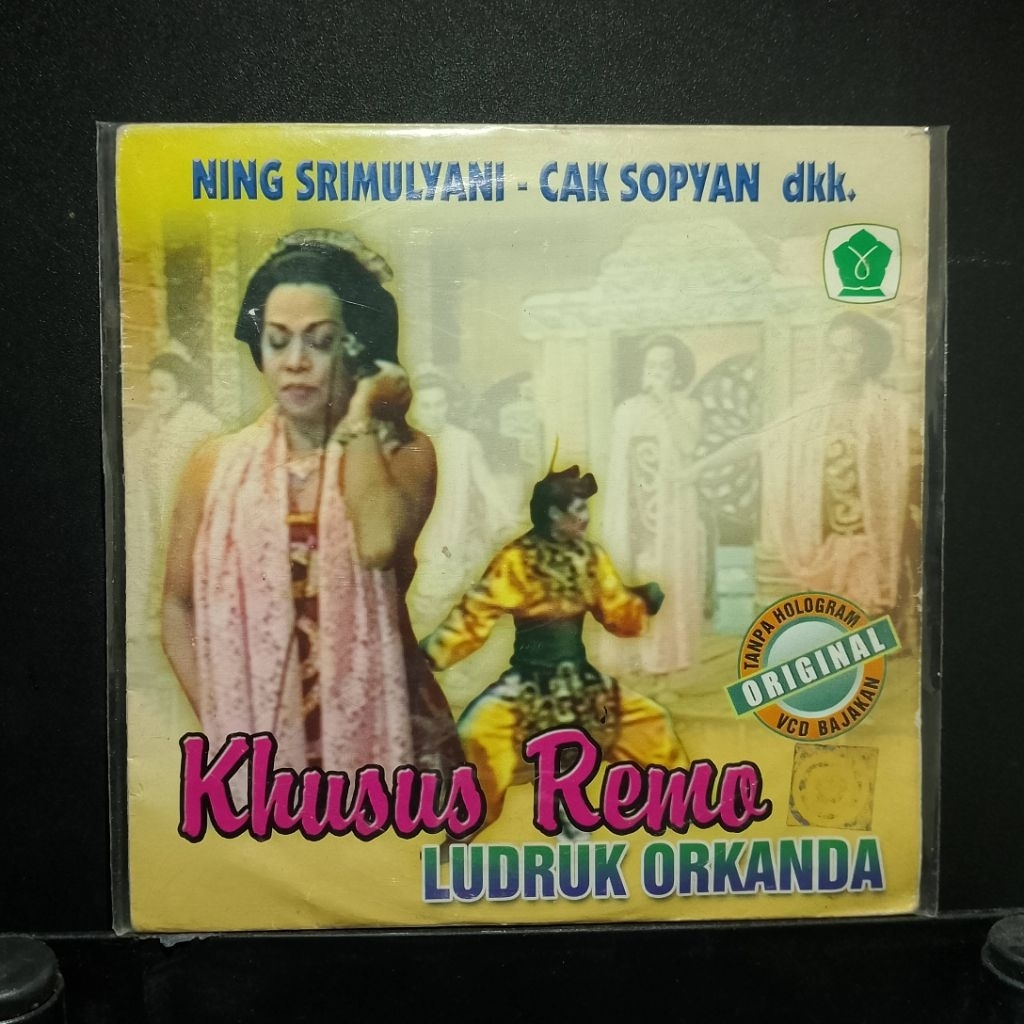 NING SRIMULYANI - CAK SOPYAN dkk.
TANPA HOLOGRAM
ORIGINAL
VCD BAJAKAN
Khusus Remo
LUDRUK ORKANDA